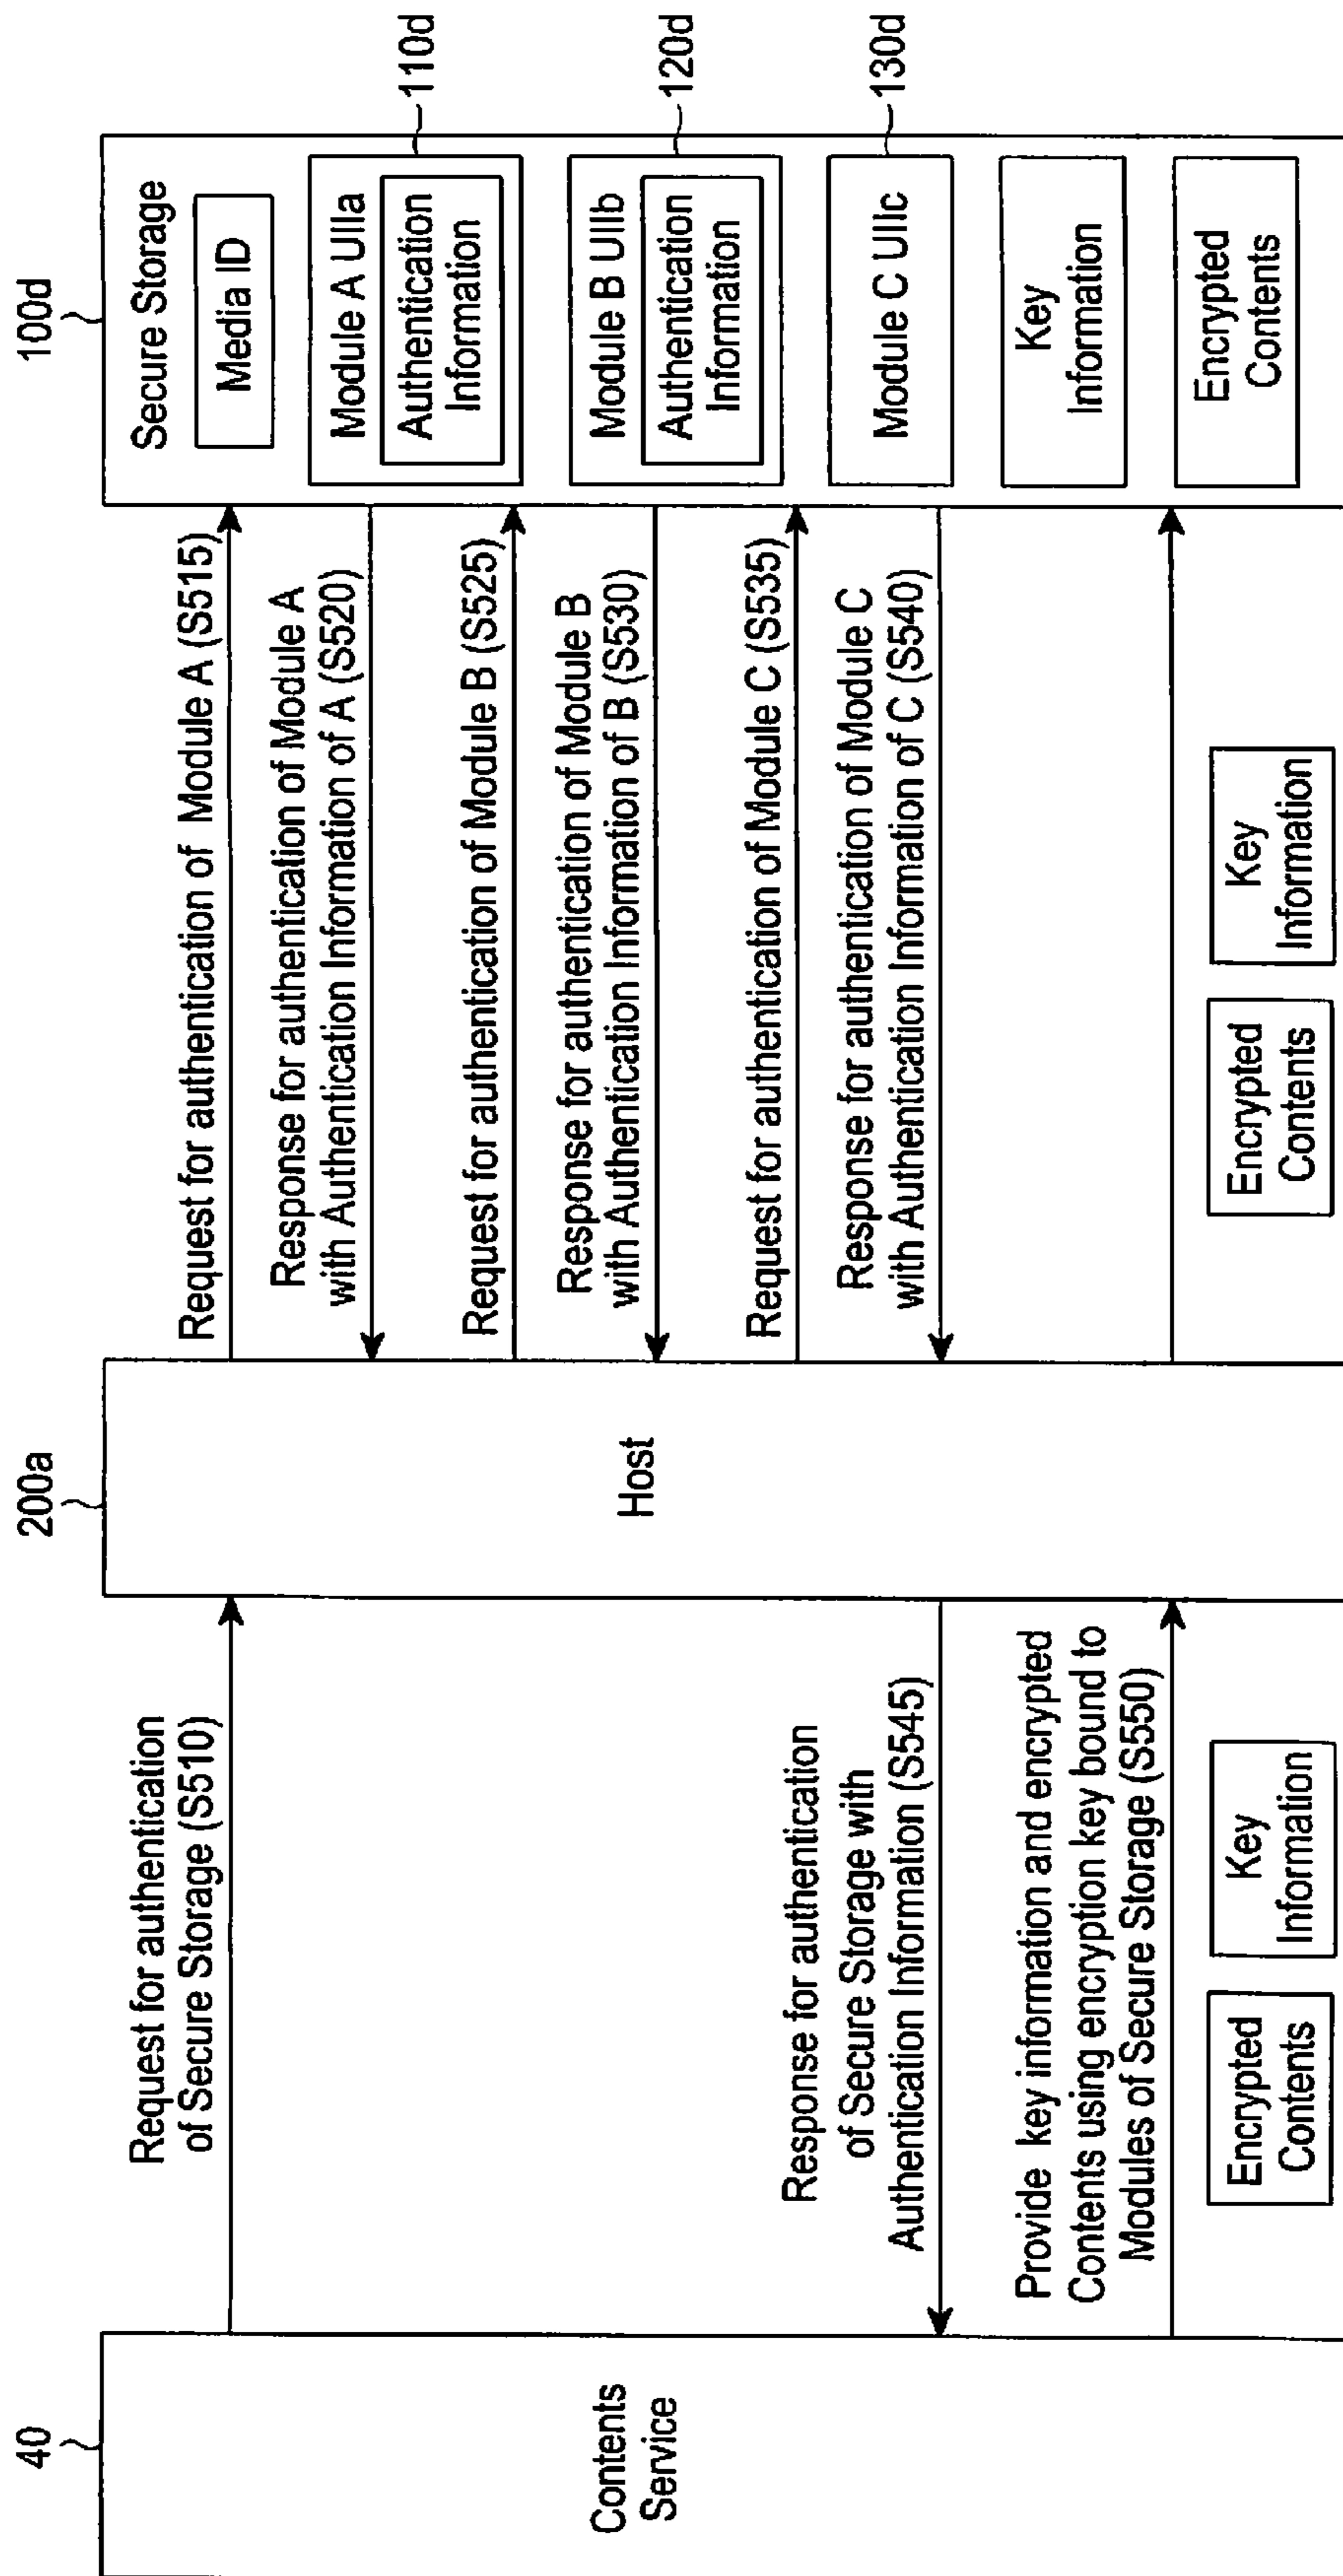 40
200a
100d
Contents
Service
Request for authentication
of Secure Storage (S510)
Response for authentication
of Secure Storage with
Authentication Information (S545)
Provide key information and encrypted
Contents using encryption key bound to
Modules of Secure Storage (S550)
Encrypted
Contents
Key
Information
Host
Request for authentication of Module A (S515)
Response for authentication of Module A
with Authentication Information of A (S520)
Request for authentication of Module B (S525)
Response for authentication of Module B
with Authentication Information of B (S530)
Request for authentication of Module C (S535)
Response for authentication of Module C
with Authentication Information of C (S540)
Encrypted
Contents
Key
Information
Secure Storage
Media ID
Module A UIIa
Authentication
Information
110d
Module B UIIb
Authentication
Information
120d
Module C UIIc
130d
Key
Information
Encrypted
Contents